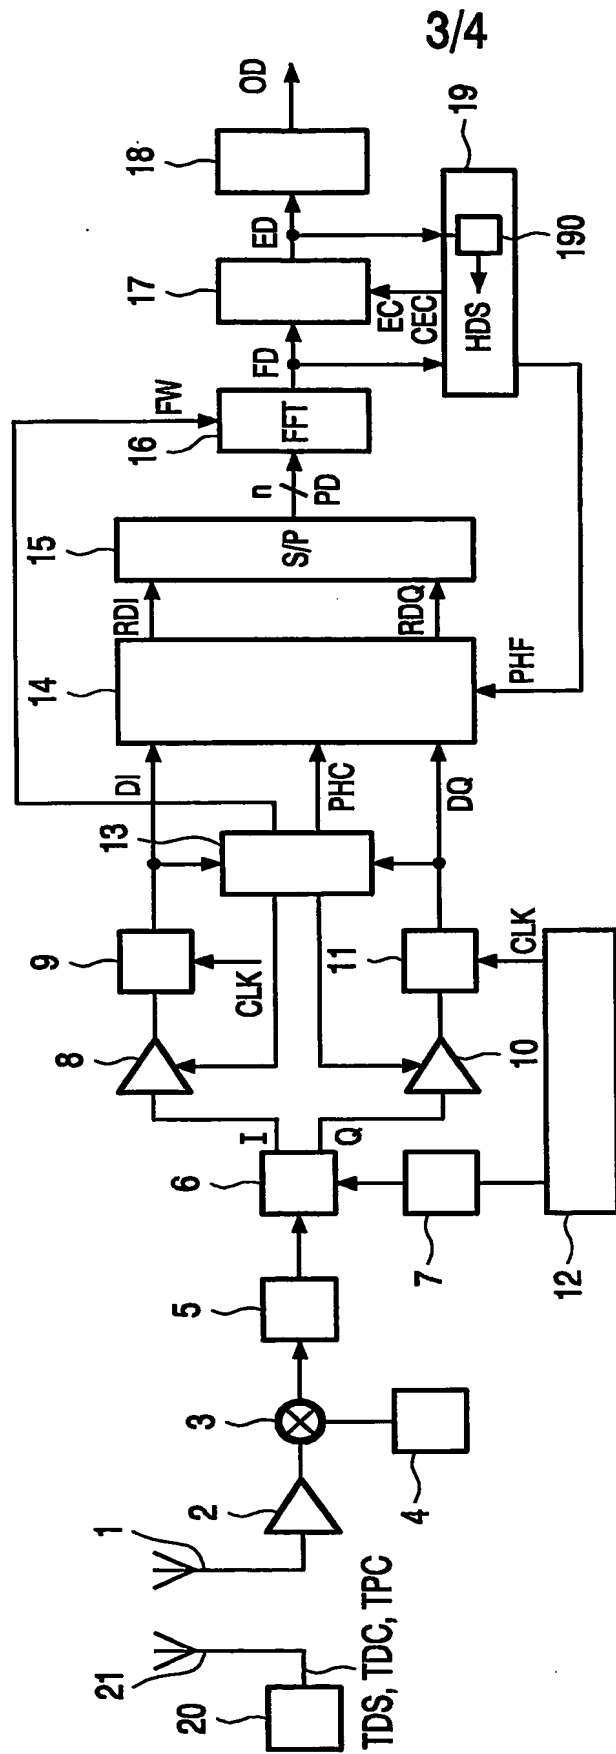 3/4
20
21
TDS, TDC, TPC
1
2
3
4
5
6
7
I
Q
8
9
CLK
10
11
CLK
12
13
DI
PHC
DQ
14
RDI
RDQ
PHF
15
S/P
n
PD
FW
16
FFT
FD
17
EC
CEC
ED
18
OD
19
190
HDS